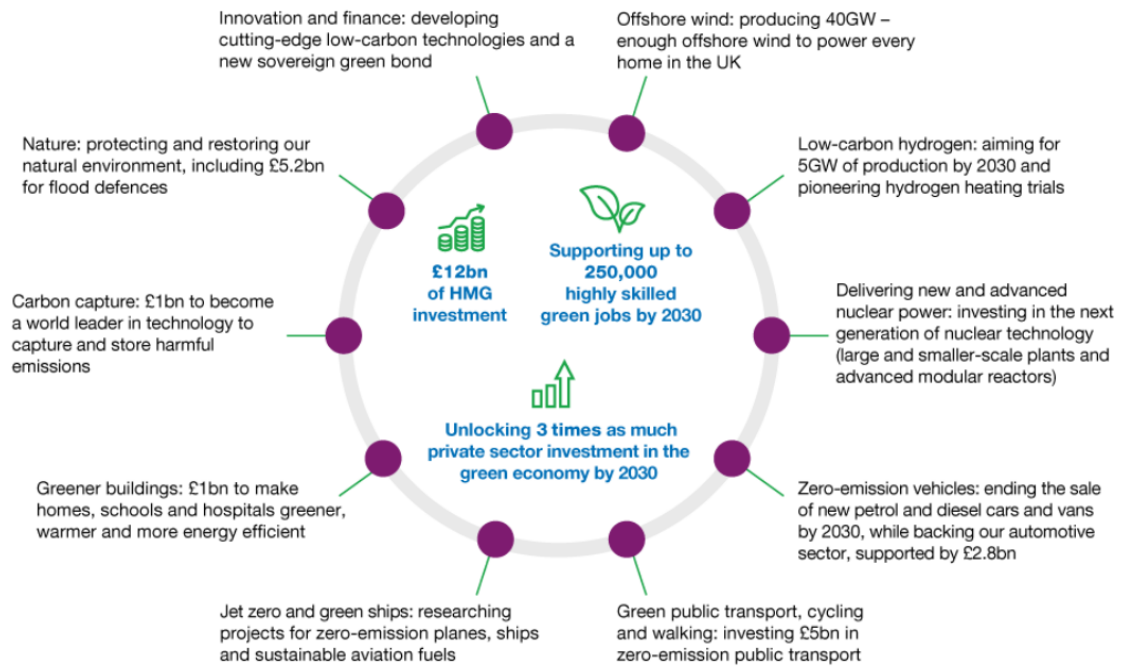 Innovation and finance: developing
cutting-edge low-carbon technologies and a
new sovereign green bond
Offshore wind: producing 40GW –
enough offshore wind to power every
home in the UK
Nature: protecting and restoring our
natural environment, including £5.2bn
for flood defences
Low-carbon hydrogen: aiming for
5GW of production by 2030 and
pioneering hydrogen heating trials
£12bn
of HMG
investment
Supporting up to
250,000
highly skilled
green jobs by 2030
Carbon capture: £1bn to become
a world leader in technology to
capture and store harmful
emissions
Delivering new and advanced
nuclear power: investing in the next
generation of nuclear technology
(large and smaller-scale plants and
advanced modular reactors)
Unlocking 3 times as much
private sector investment in the
green economy by 2030
Greener buildings: £1bn to make
homes, schools and hospitals greener,
warmer and more energy efficient
Zero-emission vehicles: ending the sale
of new petrol and diesel cars and vans
by 2030, while backing our automotive
sector, supported by £2.8bn
Jet zero and green ships: researching
projects for zero-emission planes, ships
and sustainable aviation fuels
Green public transport, cycling
and walking: investing £5bn in
zero-emission public transport